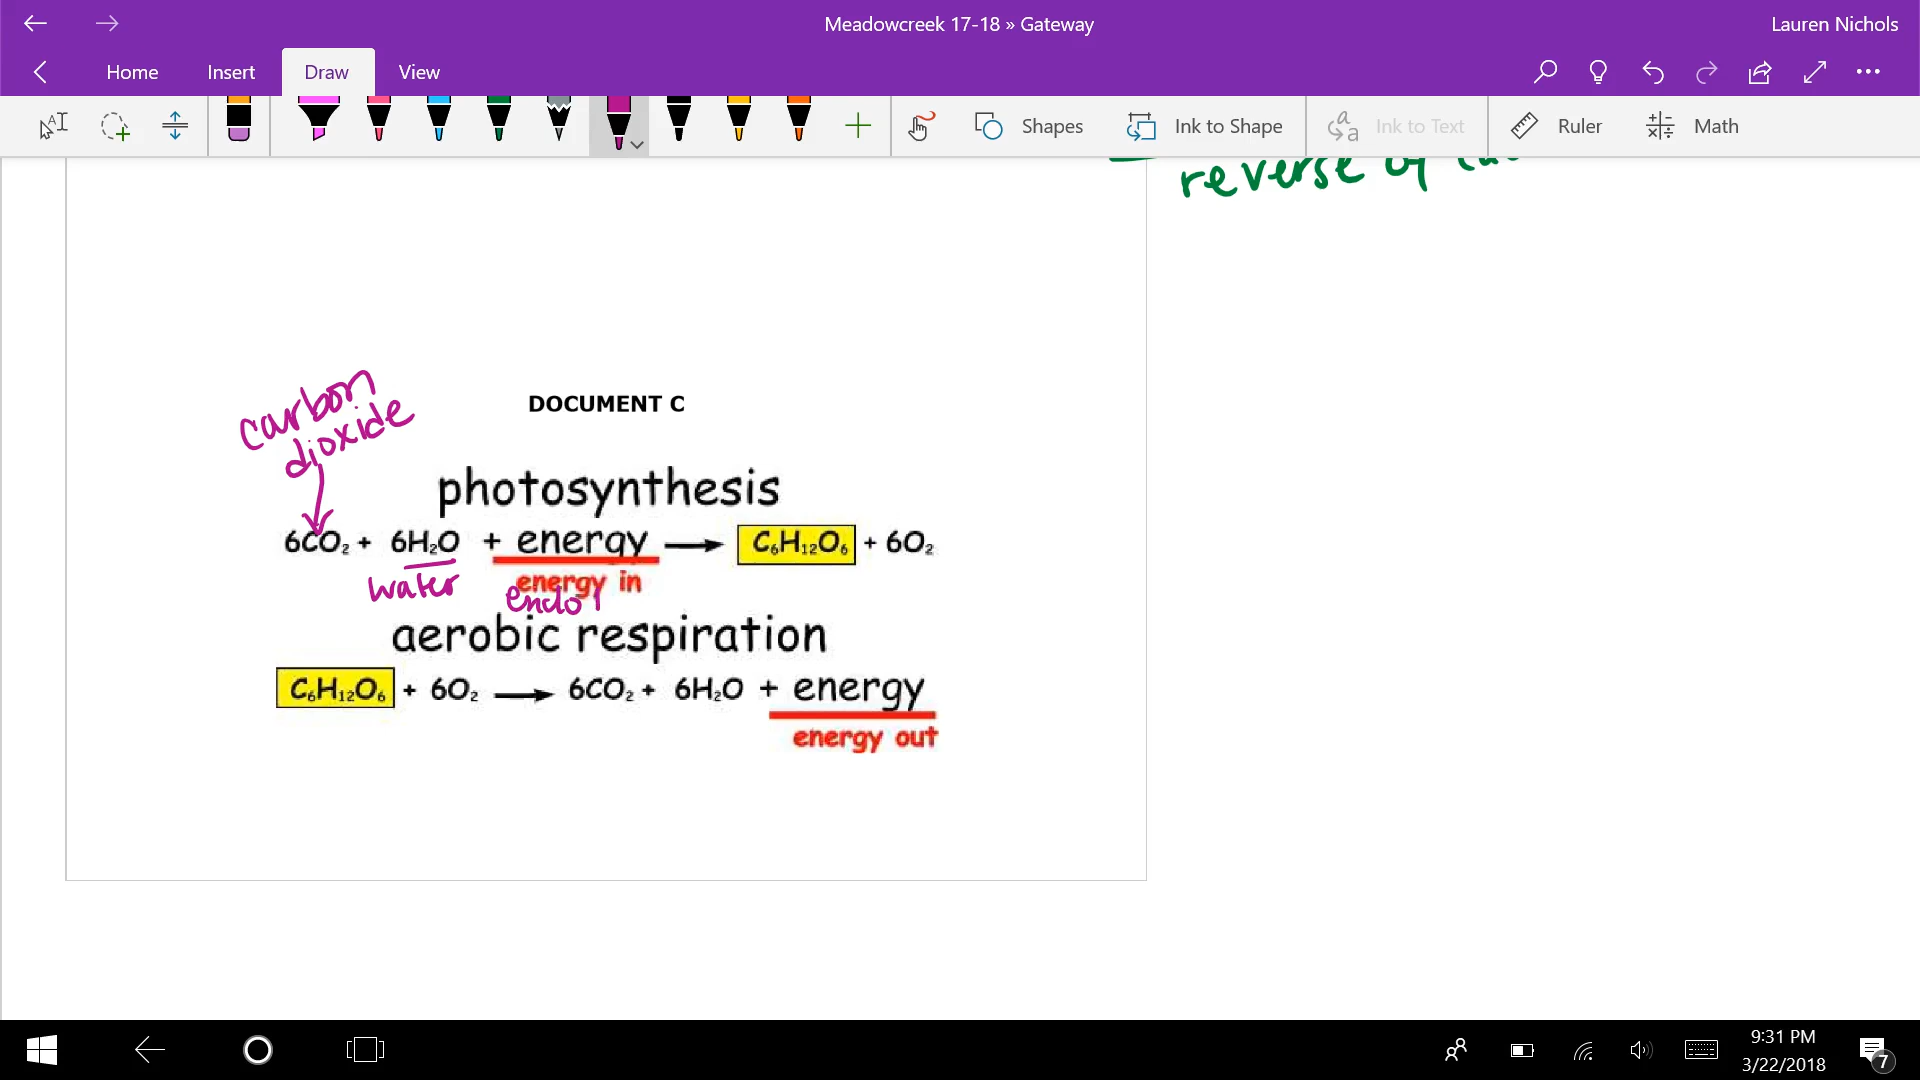 Meadowcreek 17-18 » Gateway
Lauren Nichols
Home Insert Draw View
Shapes Ink to Shape Ink to Text Ruler Math
reverse of
carbon
dioxide
DOCUMENT C
photosynthesis
6CO₂ + 6H₂O + energy → C₆H₁₂O₆ + 6O₂
water
energy in
endo
aerobic respiration
C₆H₁₂O₆ + 6O₂ → 6CO₂ + 6H₂O + energy
energy out
9:31 PM
3/22/2018
7